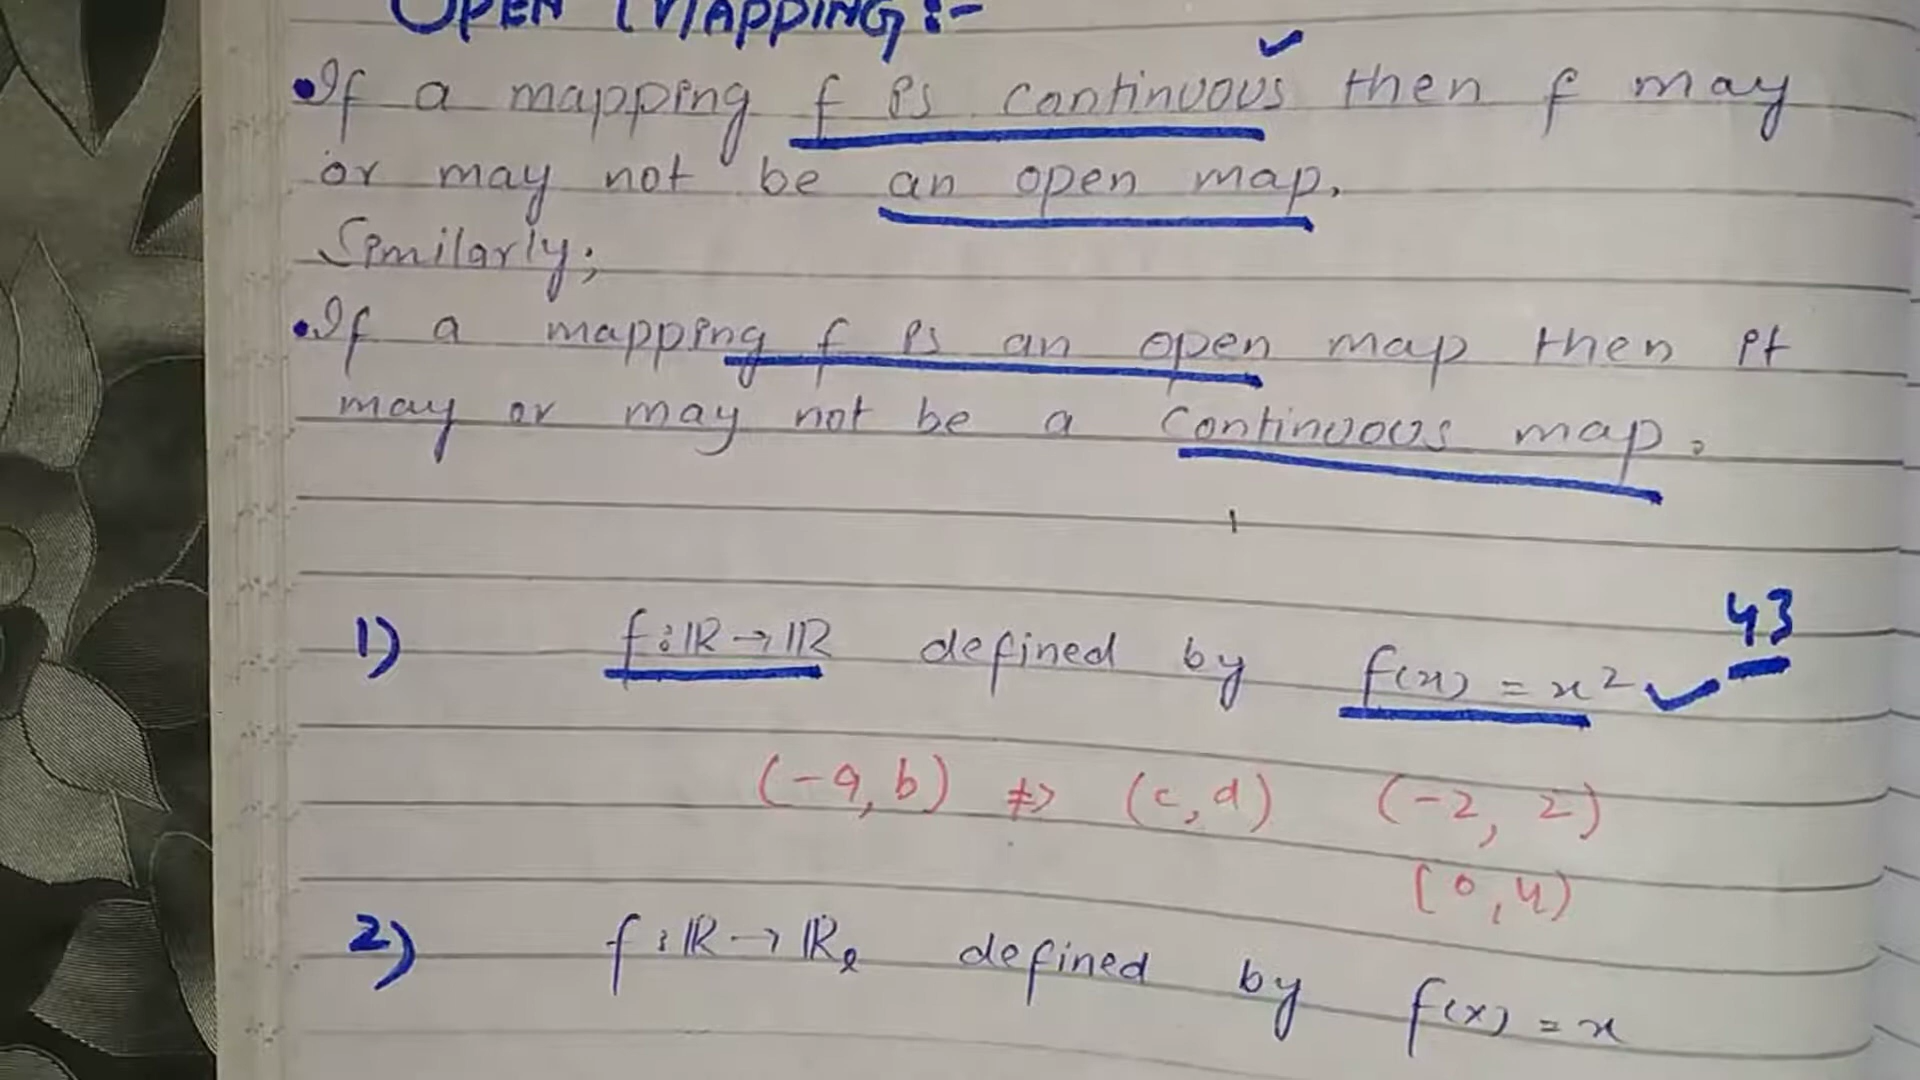 OPEN MAPPING:-
•If a mapping f is continuous then f may
or may not be an open map.
Similarly;
•If a mapping f is an open map then it
may or may not be a continuous map.
43
1) f:ℝ→ℝ defined by f(x) = x² ✓
(-a, b) ⇏ (c, d) (-2, 2)
[0, 4)
2) f:ℝ→ℝℓ defined by f(x) = x